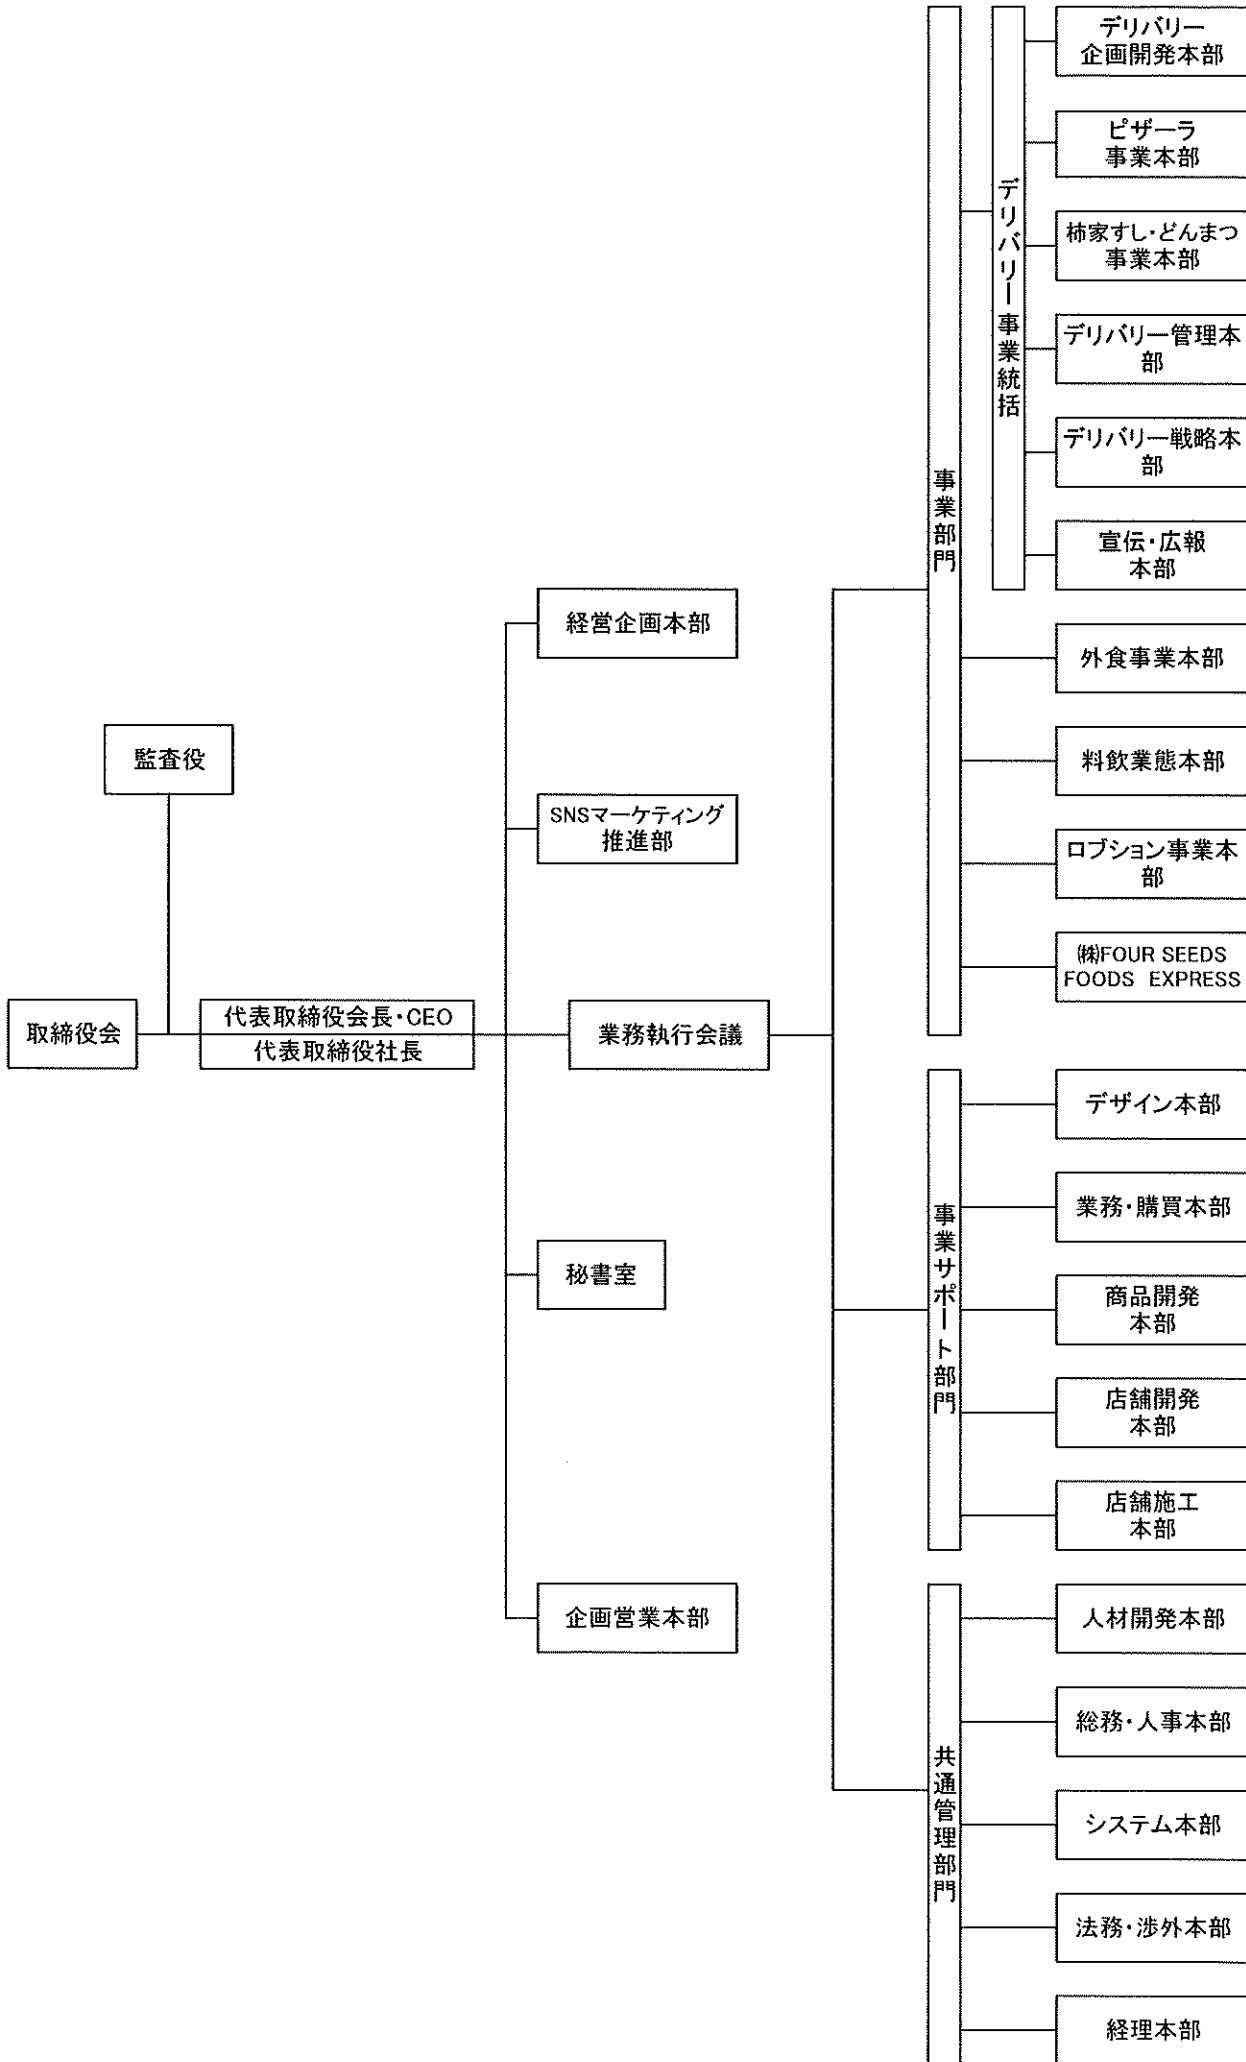 取締役会
監査役
代表取締役会長・CEO
代表取締役社長
経営企画本部
SNSマーケティング
推進部
業務執行会議
秘書室
企画営業本部
事業部門
デリバリー事業統括
デリバリー
企画開発本部
ピザーラ
事業本部
柿家すし・どんまつ
事業本部
デリバリー管理本
部
デリバリー戦略本
部
宣伝・広報
本部
外食事業本部
料飲業態本部
ロブション事業本
部
㈱FOUR SEEDS
FOODS EXPRESS
事業サポート部門
デザイン本部
業務・購買本部
商品開発
本部
店舗開発
本部
店舗施工
本部
共通管理部門
人材開発本部
総務・人事本部
システム本部
法務・渉外本部
経理本部